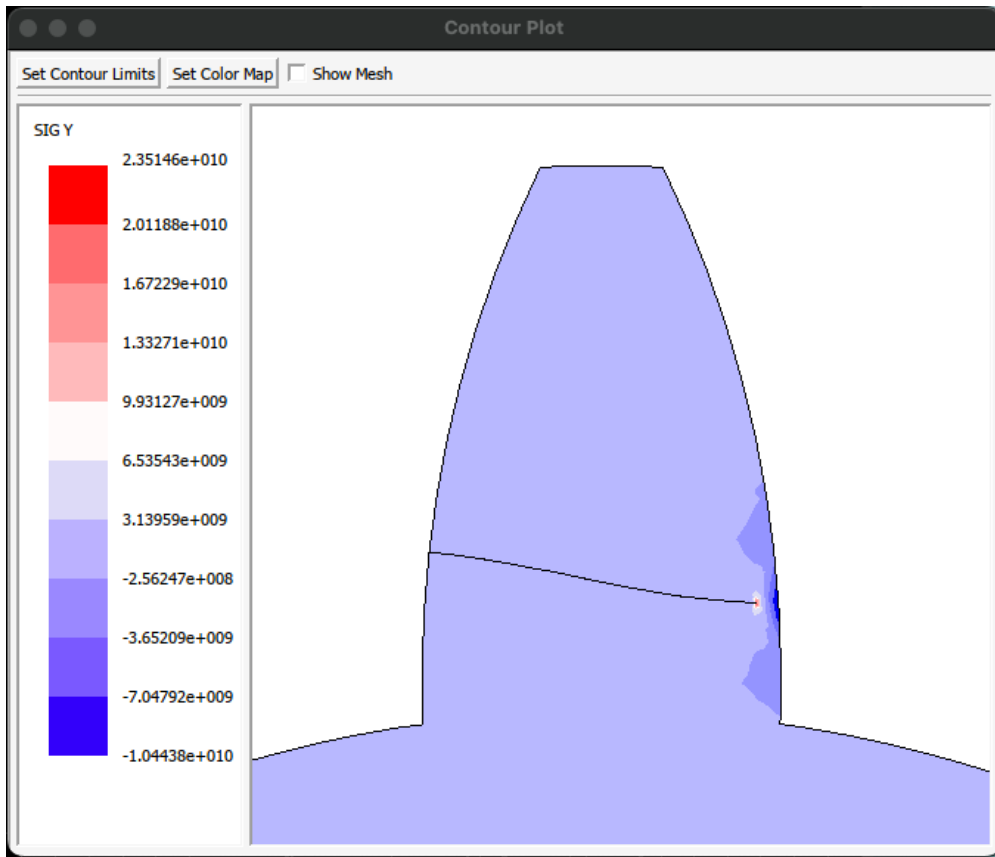 Contour Plot
Set Contour Limits Set Color Map Show Mesh
SIG Y
2.35146e+010
2.01188e+010
1.67229e+010
1.33271e+010
9.93127e+009
6.53543e+009
3.13959e+009
-2.56247e+008
-3.65209e+009
-7.04792e+009
-1.04438e+010